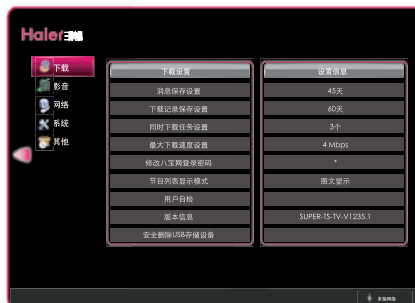 Haier
下载
影音
网络
系统
其他
下载设置 设置信息
消息保存设置 45天
下载记录保存设置 60天
同时下载任务设置 3个
最大下载速度设置 4 Mbps
修改八宝网登录密码 *
节目列表显示模式 图文显示
用户自检
版本信息 SUPER-TS-TV-V1235.1
安全删除USB存储设备